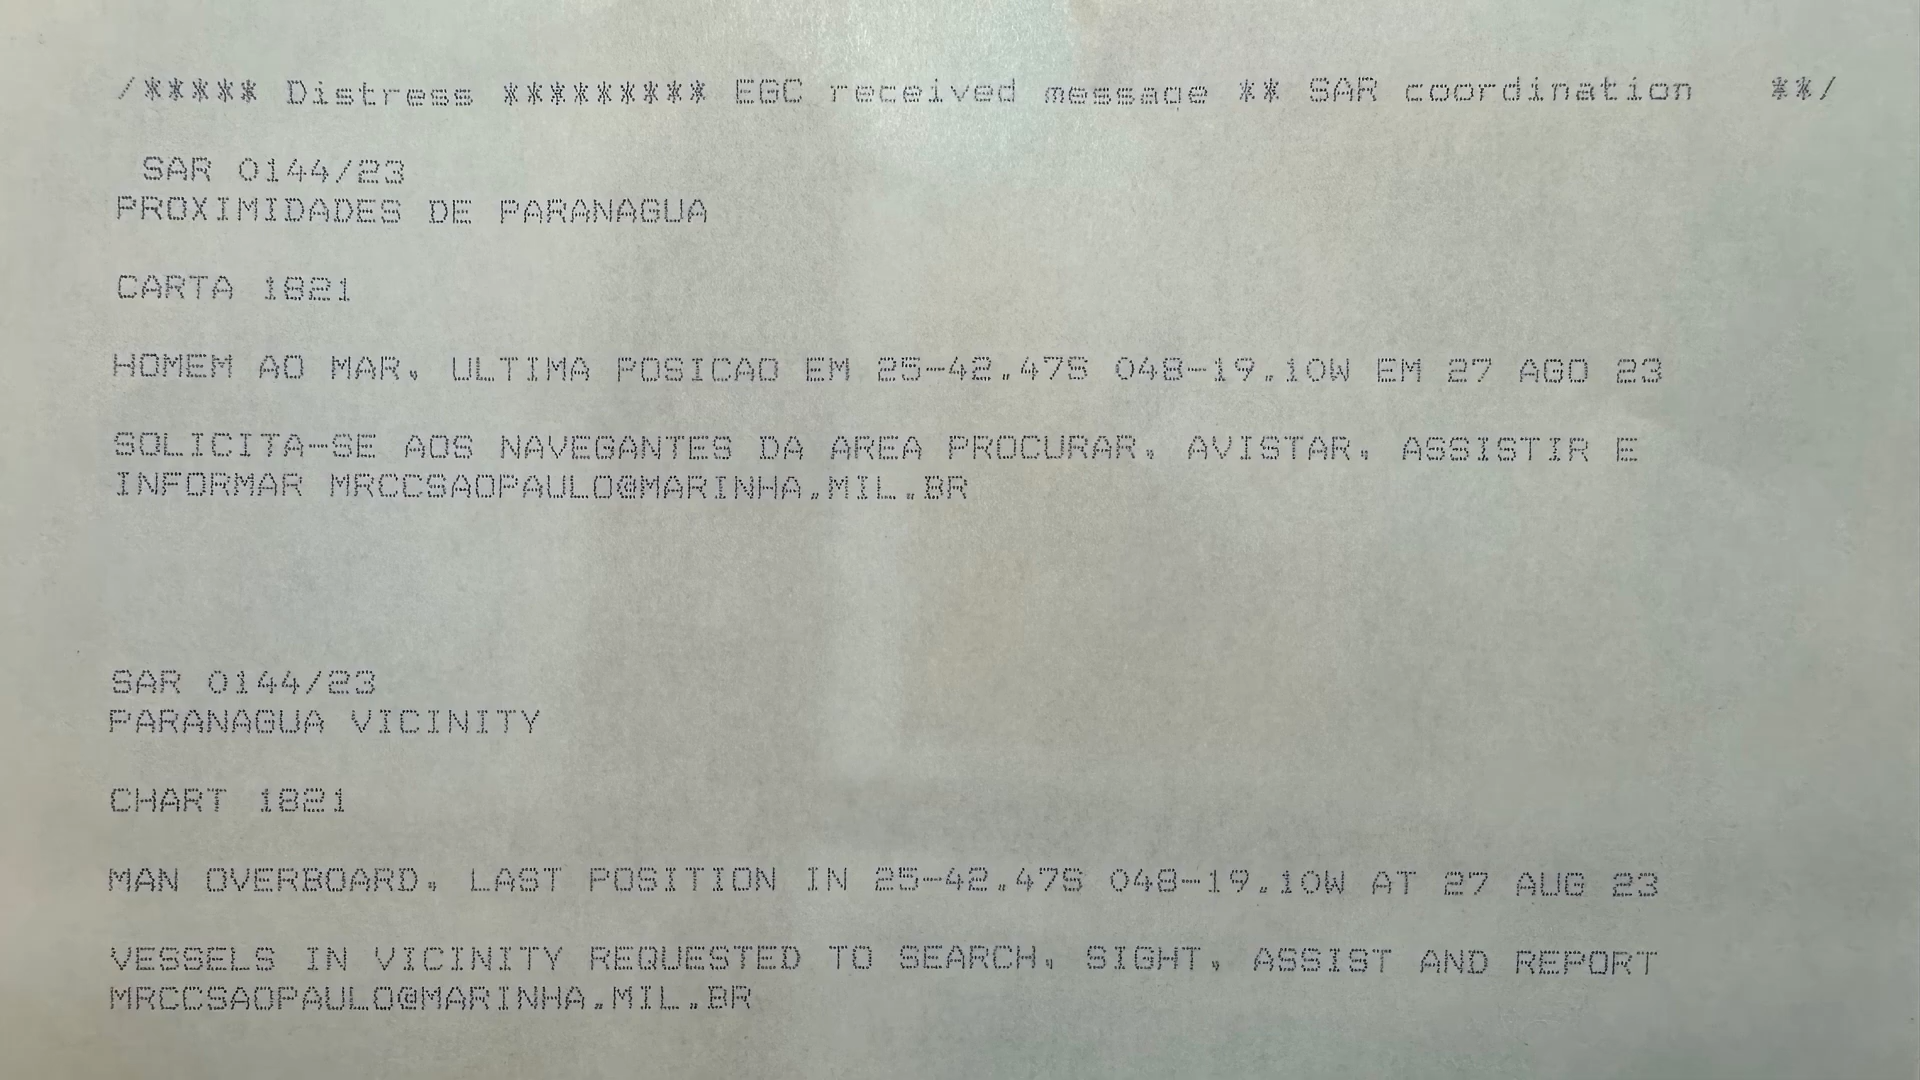 /***** Distress ********* EGC received message ** SAR coordination **/
SAR 0144/23
PROXIMIDADES DE PARANAGUA
CARTA 1821
HOMEM AO MAR, ULTIMA POSICAO EM 25-42.47S 048-19.10W EM 27 AGO 23
SOLICITA-SE AOS NAVEGANTES DA AREA PROCURAR, AVISTAR, ASSISTIR E
INFORMAR MRCCSAOPAULO@MARINHA.MIL.BR
SAR 0144/23
PARANAGUA VICINITY
CHART 1821
MAN OVERBOARD, LAST POSITION IN 25-42.47S 048-19.10W AT 27 AUG 23
VESSELS IN VICINITY REQUESTED TO SEARCH, SIGHT, ASSIST AND REPORT
MRCCSAOPAULO@MARINHA.MIL.BR